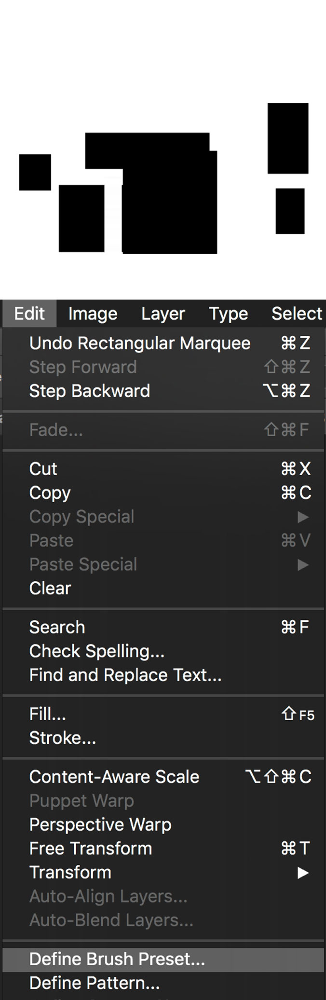 Edit Image Layer Type Select
Undo Rectangular Marquee ⌘Z
Step Forward ⇧⌘Z
Step Backward ⌥⌘Z
Fade... ⇧⌘F
Cut ⌘X
Copy ⌘C
Copy Special ▶
Paste ⌘V
Paste Special ▶
Clear
Search ⌘F
Check Spelling...
Find and Replace Text...
Fill... ⇧F5
Stroke...
Content-Aware Scale ⌥⇧⌘C
Puppet Warp
Perspective Warp
Free Transform ⌘T
Transform ▶
Auto-Align Layers...
Auto-Blend Layers...
Define Brush Preset...
Define Pattern...